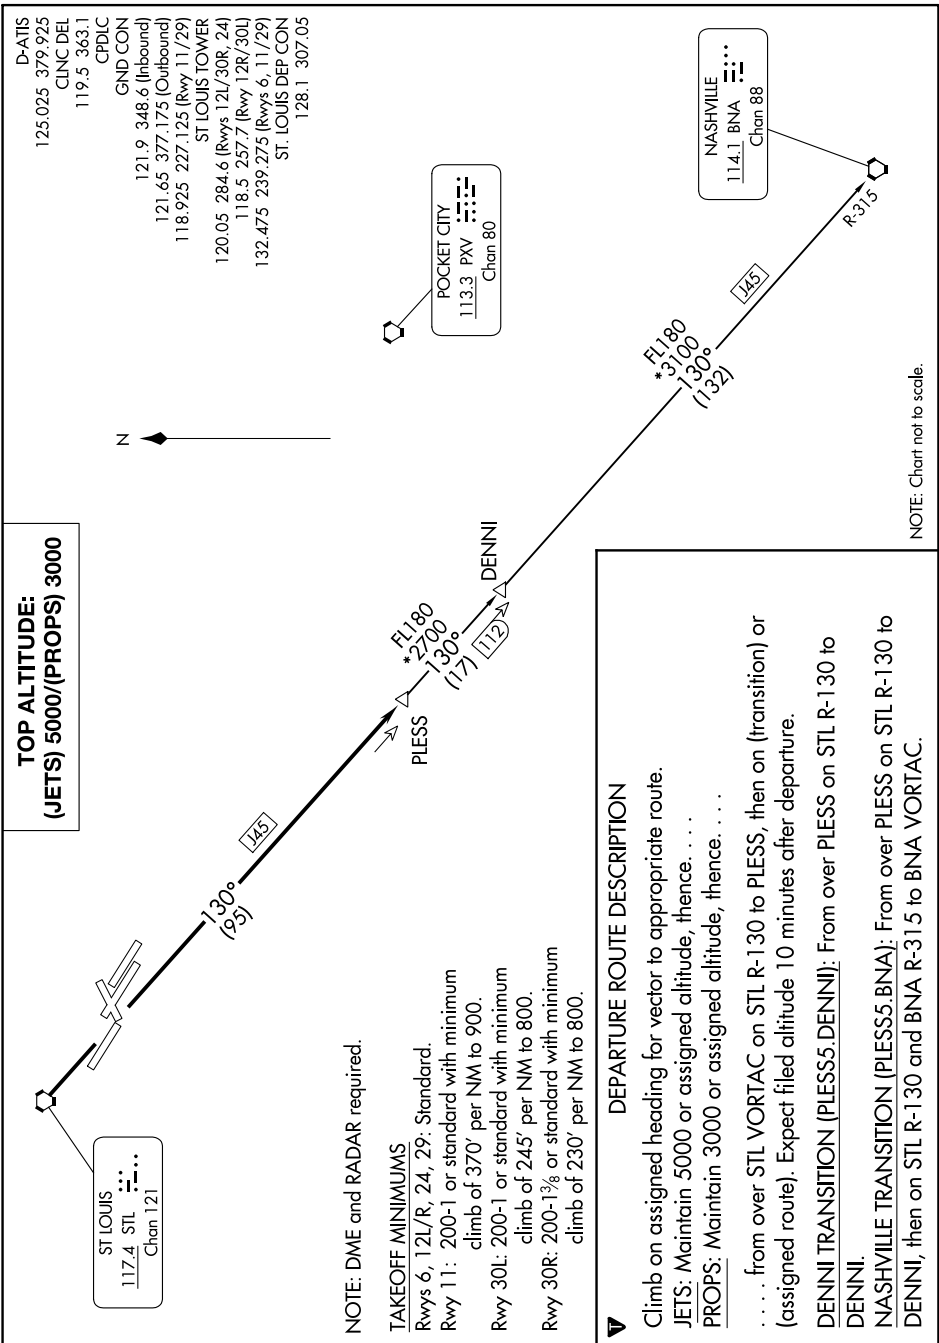 TOP ALTITUDE:
(JETS) 5000/(PROPS) 3000
D-ATIS
125.025 379.925
CLNC DEL
119.5 363.1
CPDLC
GND CON
121.9 348.6 (Inbound)
121.65 377.175 (Outbound)
118.925 227.125 (Rwy 11/29)
ST LOUIS TOWER
120.05 284.6 (Rwys 12L/30R, 24)
118.5 257.7 (Rwy 12R/30L)
132.475 239.275 (Rwys 6, 11/29)
ST. LOUIS DEP CON
128.1 307.05
N
ST LOUIS
117.4 STL
Chan 121
130°
(95)
J45
PLESS
FL180
*2700
130°
(17)
112
DENNI
POCKET CITY
113.3 PXV
Chan 80
FL180
*3100
130°
(132)
J45
R-315
NASHVILLE
114.1 BNA
Chan 88
NOTE: DME and RADAR required.
TAKEOFF MINIMUMS
Rwys 6, 12L/R, 24, 29: Standard.
Rwy 11: 200-1 or standard with minimum
climb of 370' per NM to 900.
Rwy 30L: 200-1 or standard with minimum
climb of 245' per NM to 800.
Rwy 30R: 200-1⅜ or standard with minimum
climb of 230' per NM to 800.
NOTE: Chart not to scale.
T
DEPARTURE ROUTE DESCRIPTION
Climb on assigned heading for vector to appropriate route.
JETS: Maintain 5000 or assigned altitude, thence. . . .
PROPS: Maintain 3000 or assigned altitude, thence. . . .
. . . . from over STL VORTAC on STL R-130 to PLESS, then on (transition) or
(assigned route). Expect filed altitude 10 minutes after departure.
DENNI TRANSITION (PLESS5.DENNI): From over PLESS on STL R-130 to
DENNI.
NASHVILLE TRANSITION (PLESS5.BNA): From over PLESS on STL R-130 to
DENNI, then on STL R-130 and BNA R-315 to BNA VORTAC.